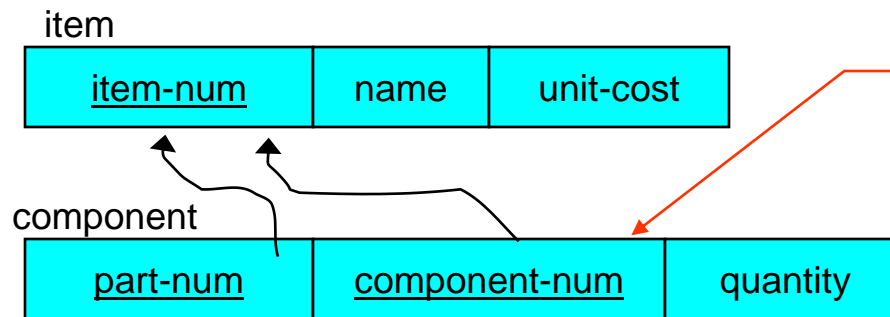 item
item-num name unit-cost
component
part-num component-num quantity